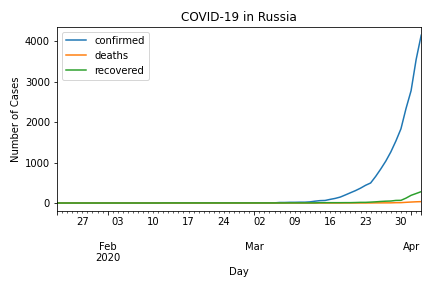 COVID-19 in Russia
confirmed
deaths
recovered
Number of Cases
4000
3000
2000
1000
0
27 03 10 17 24 02 09 16 23 30
Feb Mar Apr
2020
Day